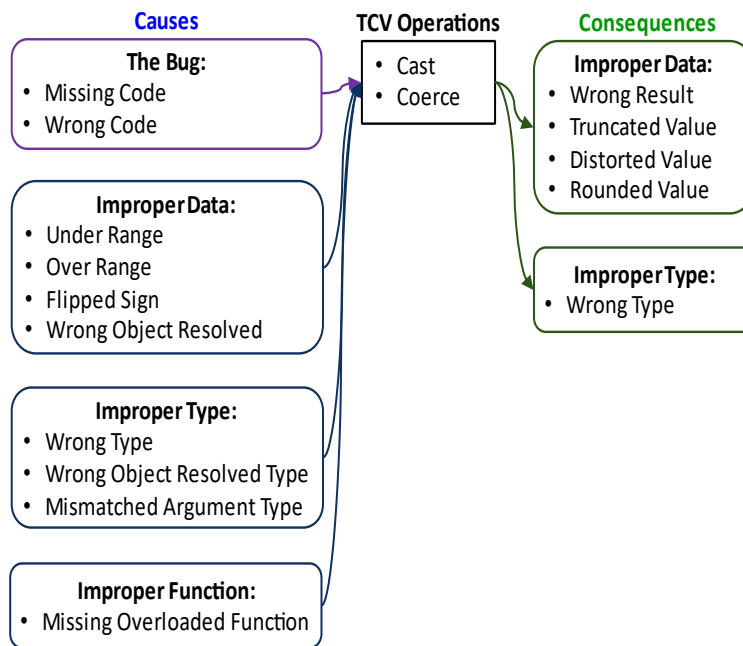 Causes
The Bug:
• Missing Code
• Wrong Code
Improper Data:
• Under Range
• Over Range
• Flipped Sign
• Wrong Object Resolved
Improper Type:
• Wrong Type
• Wrong Object Resolved Type
• Mismatched Argument Type
Improper Function:
• Missing Overloaded Function
TCV Operations
• Cast
• Coerce
Consequences
Improper Data:
• Wrong Result
• Truncated Value
• Distorted Value
• Rounded Value
Improper Type:
• Wrong Type